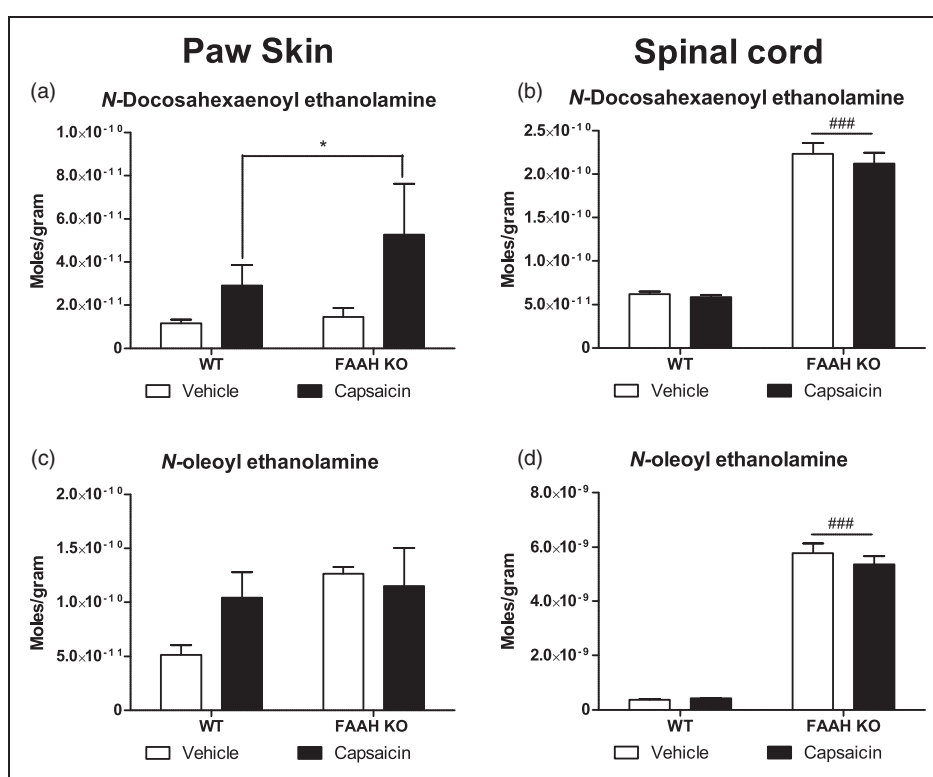 Paw Skin
Spinal cord
(a)
N-Docosahexaenoyl ethanolamine
1.0×10⁻¹⁰
8.0×10⁻¹¹
6.0×10⁻¹¹
4.0×10⁻¹¹
2.0×10⁻¹¹
0
Moles/gram
*
WT
FAAH KO
Vehicle
Capsaicin
(b)
N-Docosahexaenoyl ethanolamine
2.5×10⁻¹⁰
2.0×10⁻¹⁰
1.5×10⁻¹⁰
1.0×10⁻¹⁰
5.0×10⁻¹¹
0
Moles/gram
###
WT
FAAH KO
Vehicle
Capsaicin
(c)
N-oleoyl ethanolamine
2.0×10⁻¹⁰
1.5×10⁻¹⁰
1.0×10⁻¹⁰
5.0×10⁻¹¹
0
Moles/gram
WT
FAAH KO
Vehicle
Capsaicin
(d)
N-oleoyl ethanolamine
8.0×10⁻⁹
6.0×10⁻⁹
4.0×10⁻⁹
2.0×10⁻⁹
0
Moles/gram
###
WT
FAAH KO
Vehicle
Capsaicin